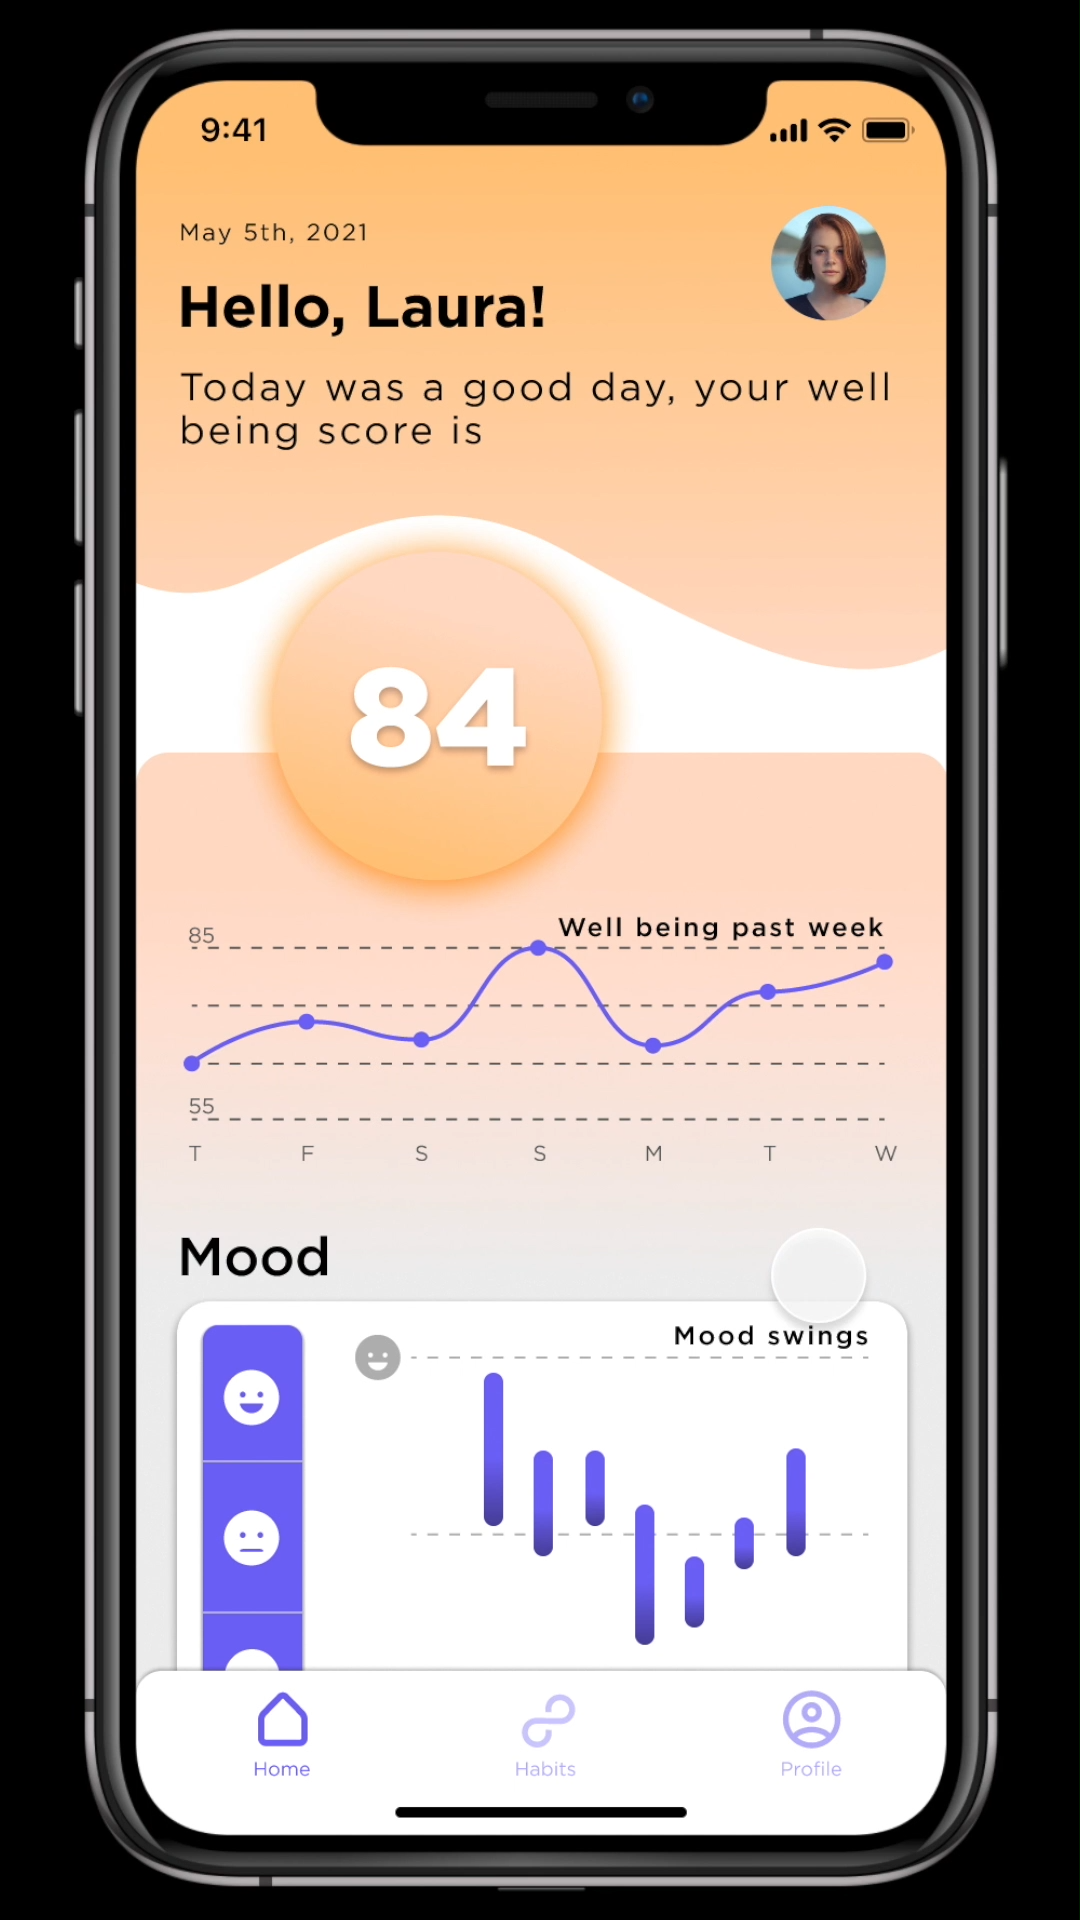 9:41
May 5th, 2021
Hello, Laura!
Today was a good day, your well
being score is
84
Well being past week
85
55
T F S S M T W
Mood
Mood swings
Home Habits Profile